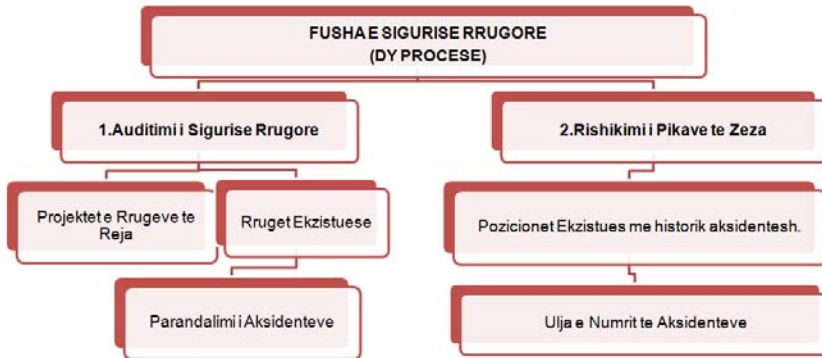 FUSHA E SIGURISE RRUGORE
(DY PROCESE)
1.Auditimi i Sigurise Rrugore
2.Rishikimi i Pikave te Zeza
Projektet e Rrugeve te
Reja
Rruget Ekzistuese
Pozicionet Ekzistues me historik aksidentesh.
Parandalimi i Aksidenteve
Ulja e Numrit te Aksidenteve